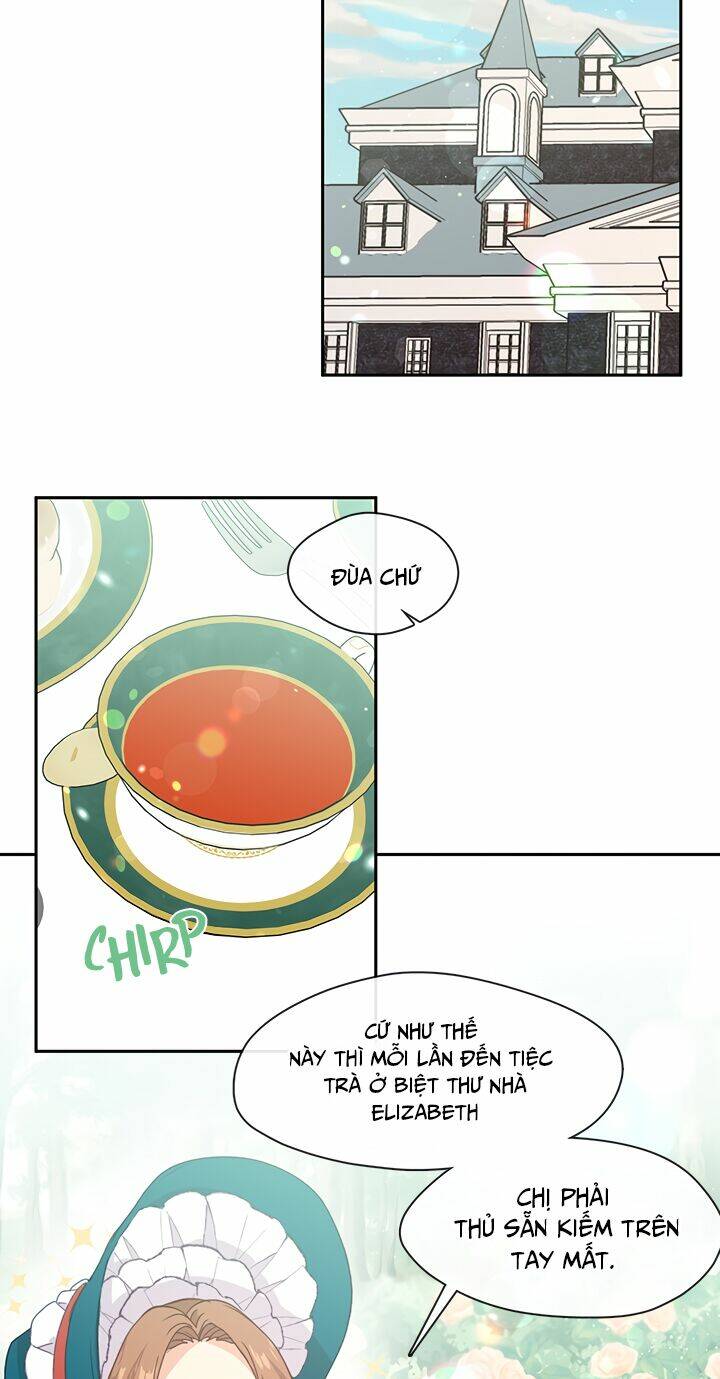 ĐÙA CHỨ
CHIRP
CỨ NHƯ THẾ
NÀY THÌ MỖI LẦN ĐẾN TIỆC
TRÀ Ở BIỆT THƯ NHÀ
ELIZABETH
CHỊ PHẢI
THỦ SẴN KIẾM TRÊN
TAY MẤT.